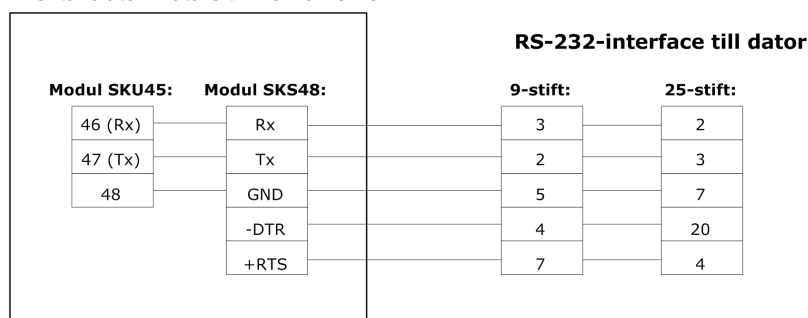 RS-232-interface till dator
Modul SKU45: Modul SKS48: 9-stift: 25-stift:
46 (Rx) Rx 3 2
47 (Tx) Tx 2 3
48 GND 5 7
-DTR 4 20
+RTS 7 4